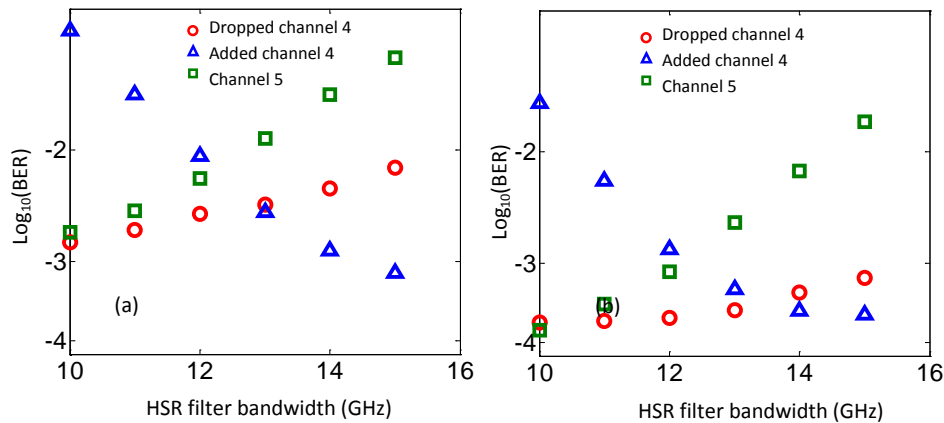 Dropped channel 4
Added channel 4
Channel 5
-2
-3
-4
Log10(BER)
(a)
10
12
14
16
HSR filter bandwidth (GHz)
Dropped channel 4
Added channel 4
Channel 5
-2
-3
-4
Log10(BER)
(b)
10
12
14
16
HSR filter bandwidth (GHz)